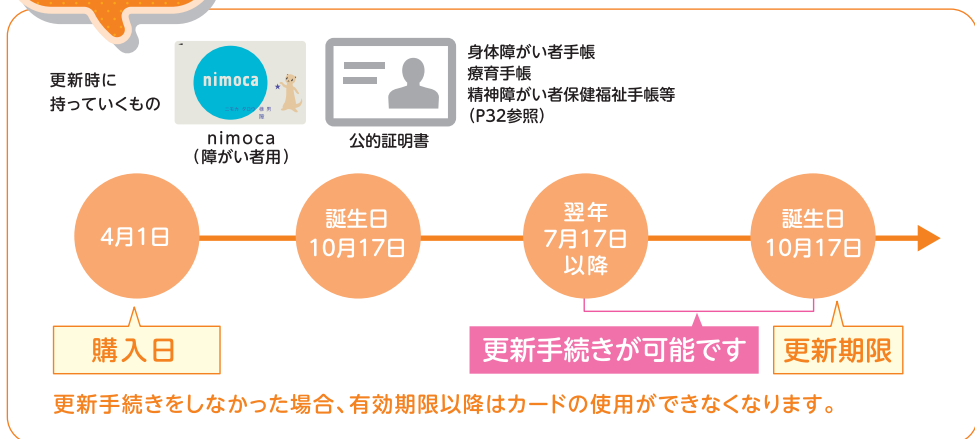 更新時に
持っていくもの
nimoca
nimoca
(障がい者用)
公的証明書
身体障がい者手帳
療育手帳
精神障がい者保健福祉手帳等
(P32参照)
4月1日
誕生日
10月17日
翌年
7月17日
以降
誕生日
10月17日
購入日
更新手続きが可能です
更新期限
更新手続きをしなかった場合、有効期限以降はカードの使用ができなくなります。